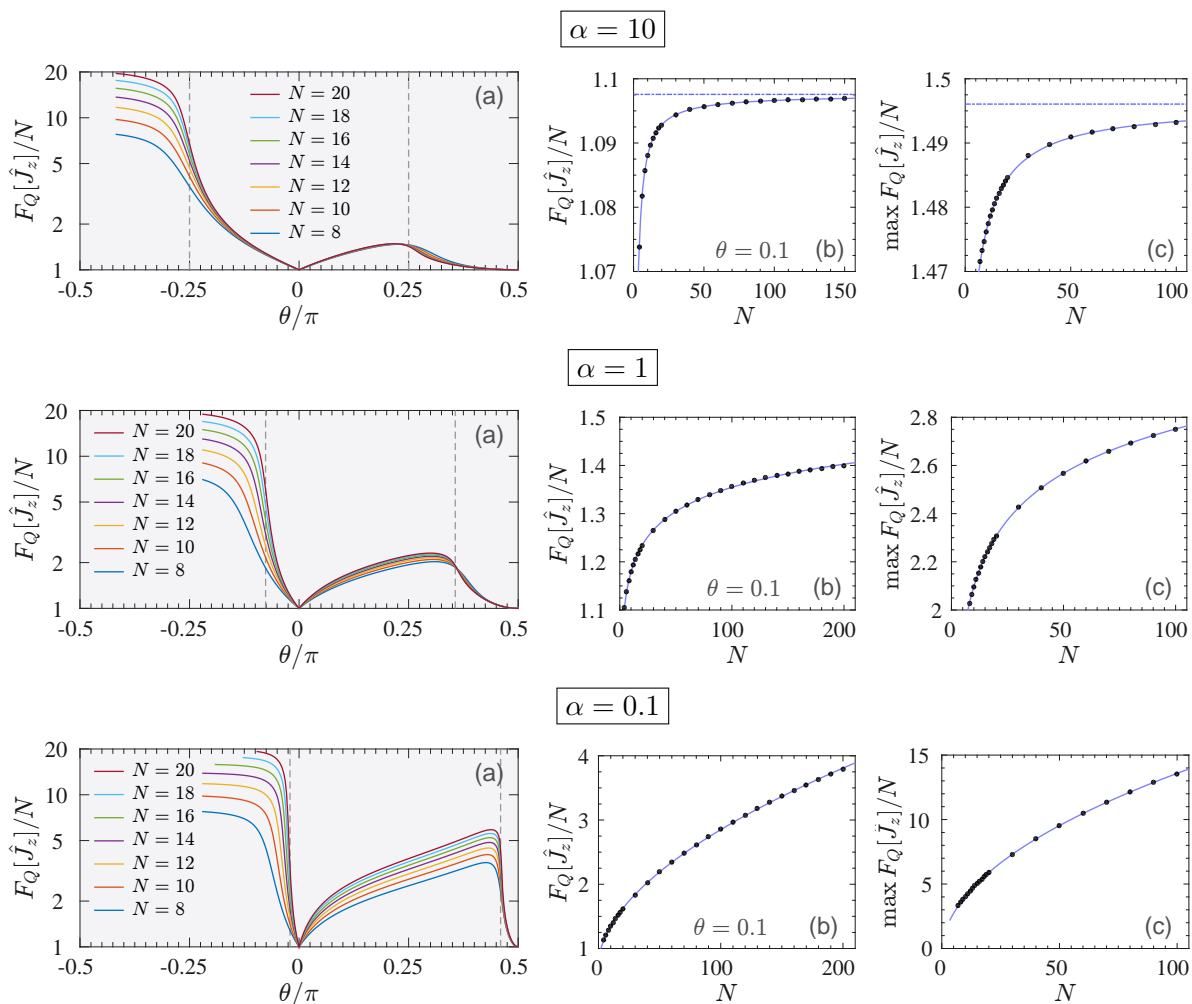 α = 10
F_Q[Ĵ_z]/N
20
10
5
2
1
-0.5
-0.25
0
0.25
0.5
θ/π
(a)
N = 20
N = 18
N = 16
N = 14
N = 12
N = 10
N = 8
F_Q[Ĵ_z]/N
1.1
1.09
1.08
1.07
0
50
100
150
N
θ = 0.1
(b)
max F_Q[Ĵ_z]/N
1.5
1.49
1.48
1.47
0
50
100
N
(c)
α = 1
F_Q[Ĵ_z]/N
20
10
5
2
1
-0.5
-0.25
0
0.25
0.5
θ/π
(a)
N = 20
N = 18
N = 16
N = 14
N = 12
N = 10
N = 8
F_Q[Ĵ_z]/N
1.5
1.4
1.3
1.2
1.1
0
100
200
N
θ = 0.1
(b)
max F_Q[Ĵ_z]/N
2.8
2.6
2.4
2.2
2
0
50
100
N
(c)
α = 0.1
F_Q[Ĵ_z]/N
20
10
5
2
1
-0.5
-0.25
0
0.25
0.5
θ/π
(a)
N = 20
N = 18
N = 16
N = 14
N = 12
N = 10
N = 8
F_Q[Ĵ_z]/N
4
3
2
1
0
100
200
N
θ = 0.1
(b)
max F_Q[Ĵ_z]/N
15
10
5
0
0
50
100
N
(c)